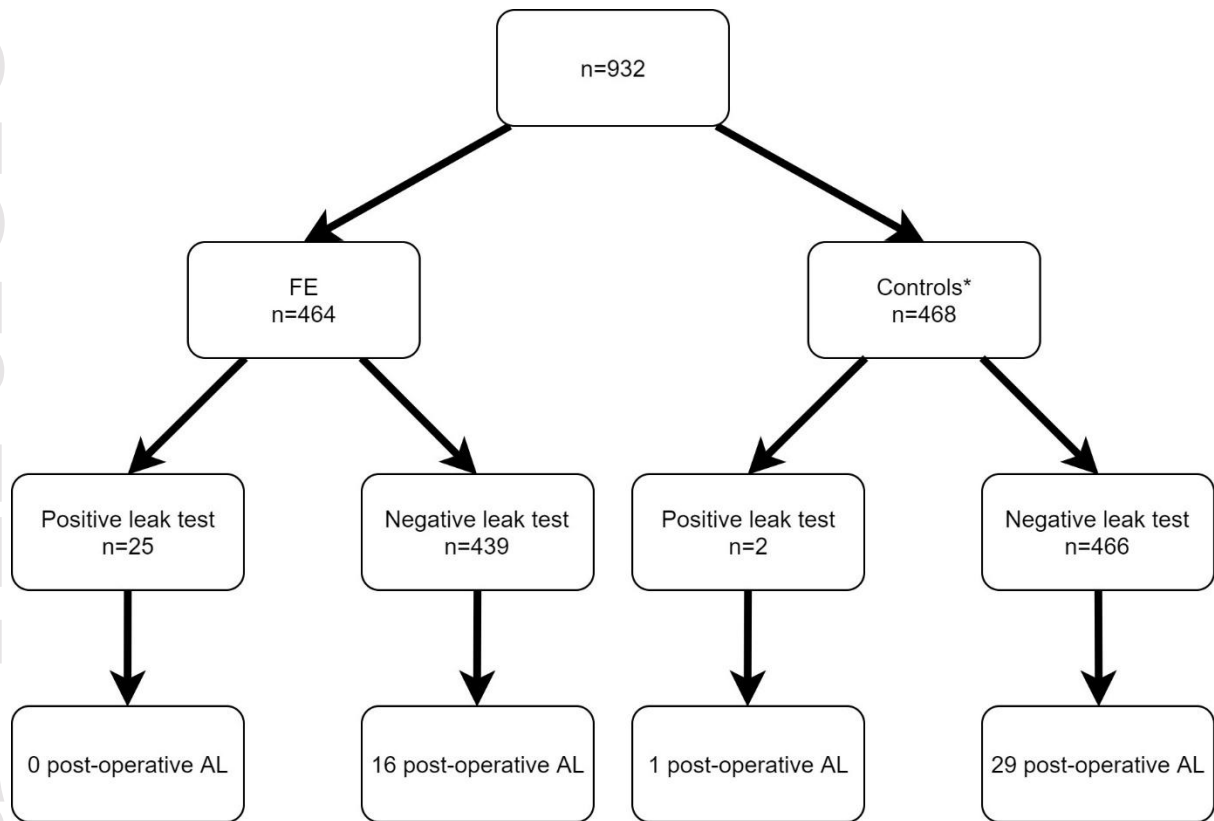 n=932
FE
n=464
Controls*
n=468
Positive leak test
n=25
Negative leak test
n=439
Positive leak test
n=2
Negative leak test
n=466
0 post-operative AL
16 post-operative AL
1 post-operative AL
29 post-operative AL